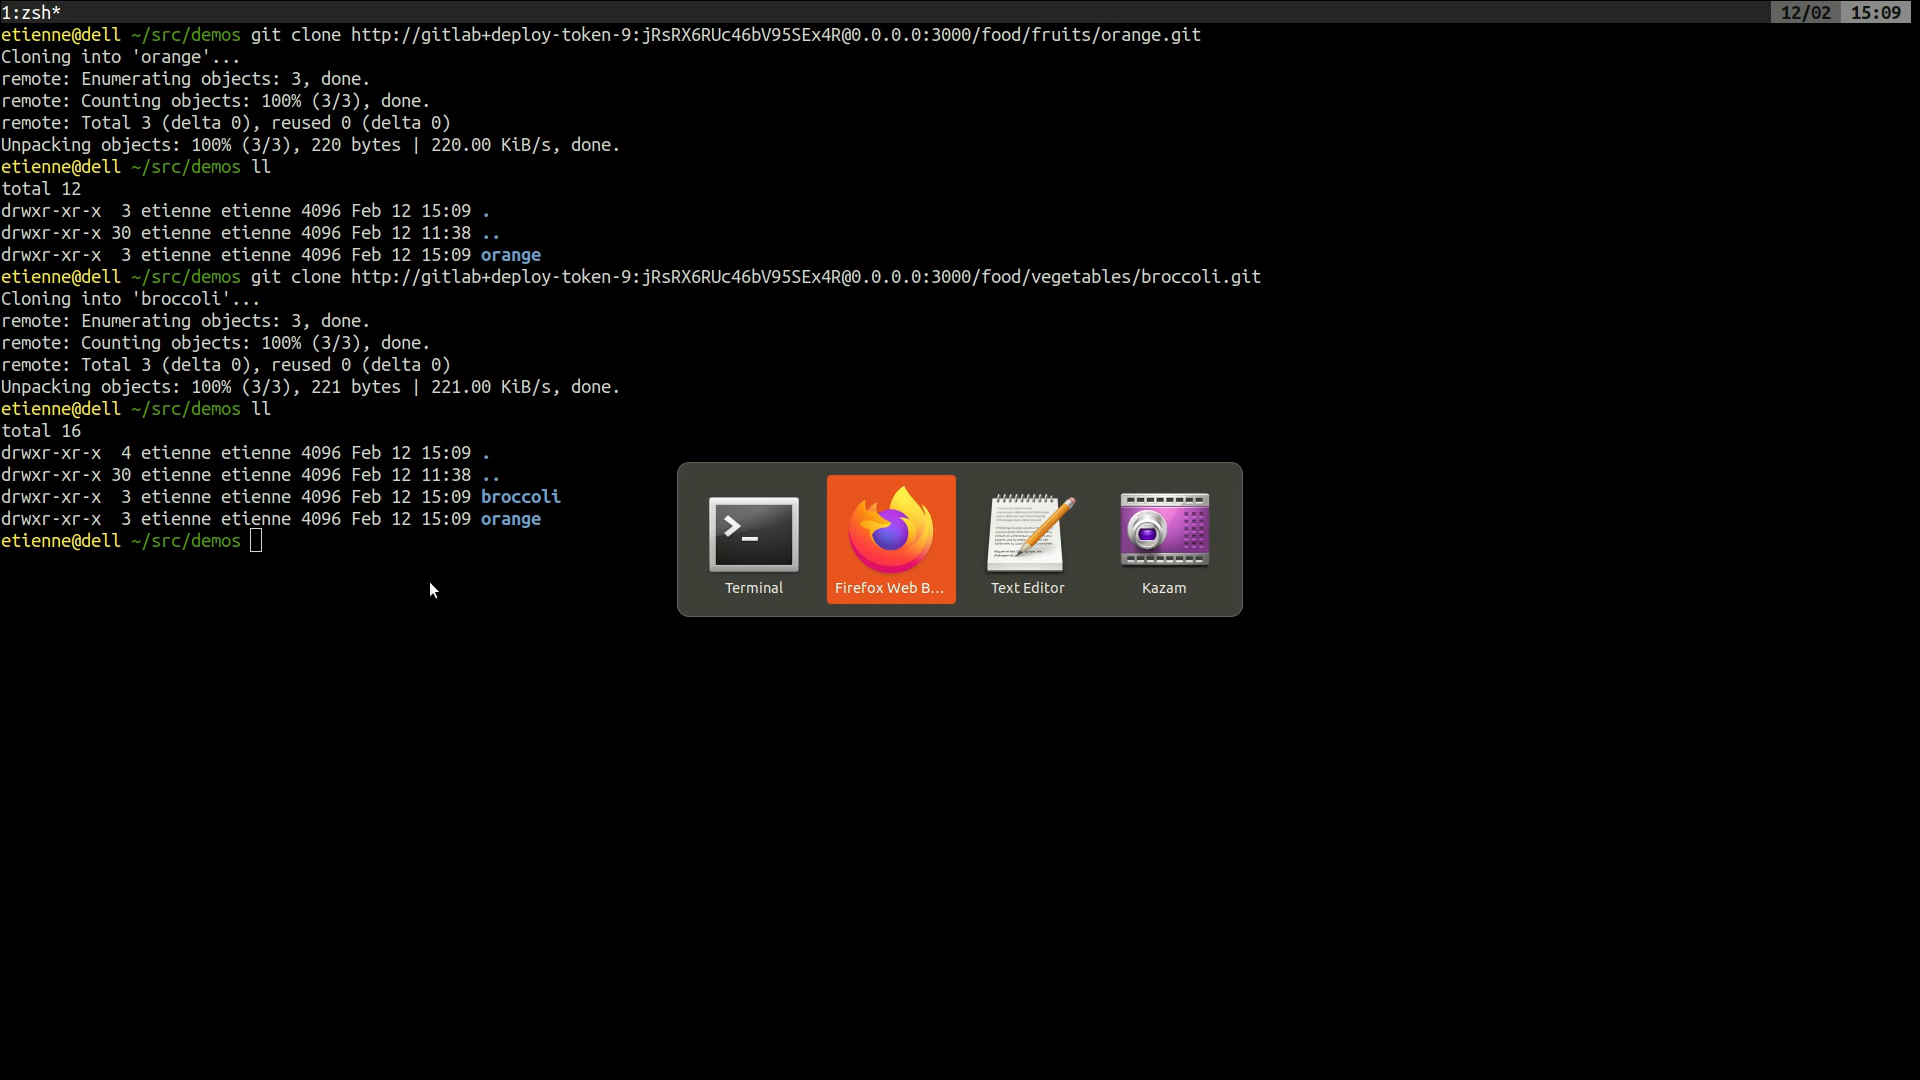 1:zsh* 12/02 15:09
etienne@dell ~/src/demos git clone http://gitlab+deploy-token-9:jRsRX6RUc46bV95SEx4R@0.0.0.0:3000/food/fruits/orange.git
Cloning into 'orange'...
remote: Enumerating objects: 3, done.
remote: Counting objects: 100% (3/3), done.
remote: Total 3 (delta 0), reused 0 (delta 0)
Unpacking objects: 100% (3/3), 220 bytes | 220.00 KiB/s, done.
etienne@dell ~/src/demos ll
total 12
drwxr-xr-x  3 etienne etienne 4096 Feb 12 15:09 .
drwxr-xr-x 30 etienne etienne 4096 Feb 12 11:38 ..
drwxr-xr-x  3 etienne etienne 4096 Feb 12 15:09 orange
etienne@dell ~/src/demos git clone http://gitlab+deploy-token-9:jRsRX6RUc46bV95SEx4R@0.0.0.0:3000/food/vegetables/broccoli.git
Cloning into 'broccoli'...
remote: Enumerating objects: 3, done.
remote: Counting objects: 100% (3/3), done.
remote: Total 3 (delta 0), reused 0 (delta 0)
Unpacking objects: 100% (3/3), 221 bytes | 221.00 KiB/s, done.
etienne@dell ~/src/demos ll
total 16
drwxr-xr-x  4 etienne etienne 4096 Feb 12 15:09 .
drwxr-xr-x 30 etienne etienne 4096 Feb 12 11:38 ..
drwxr-xr-x  3 etienne etienne 4096 Feb 12 15:09 broccoli
drwxr-xr-x  3 etienne etienne 4096 Feb 12 15:09 orange
etienne@dell ~/src/demos
Terminal
Firefox Web B...
Text Editor
Kazam